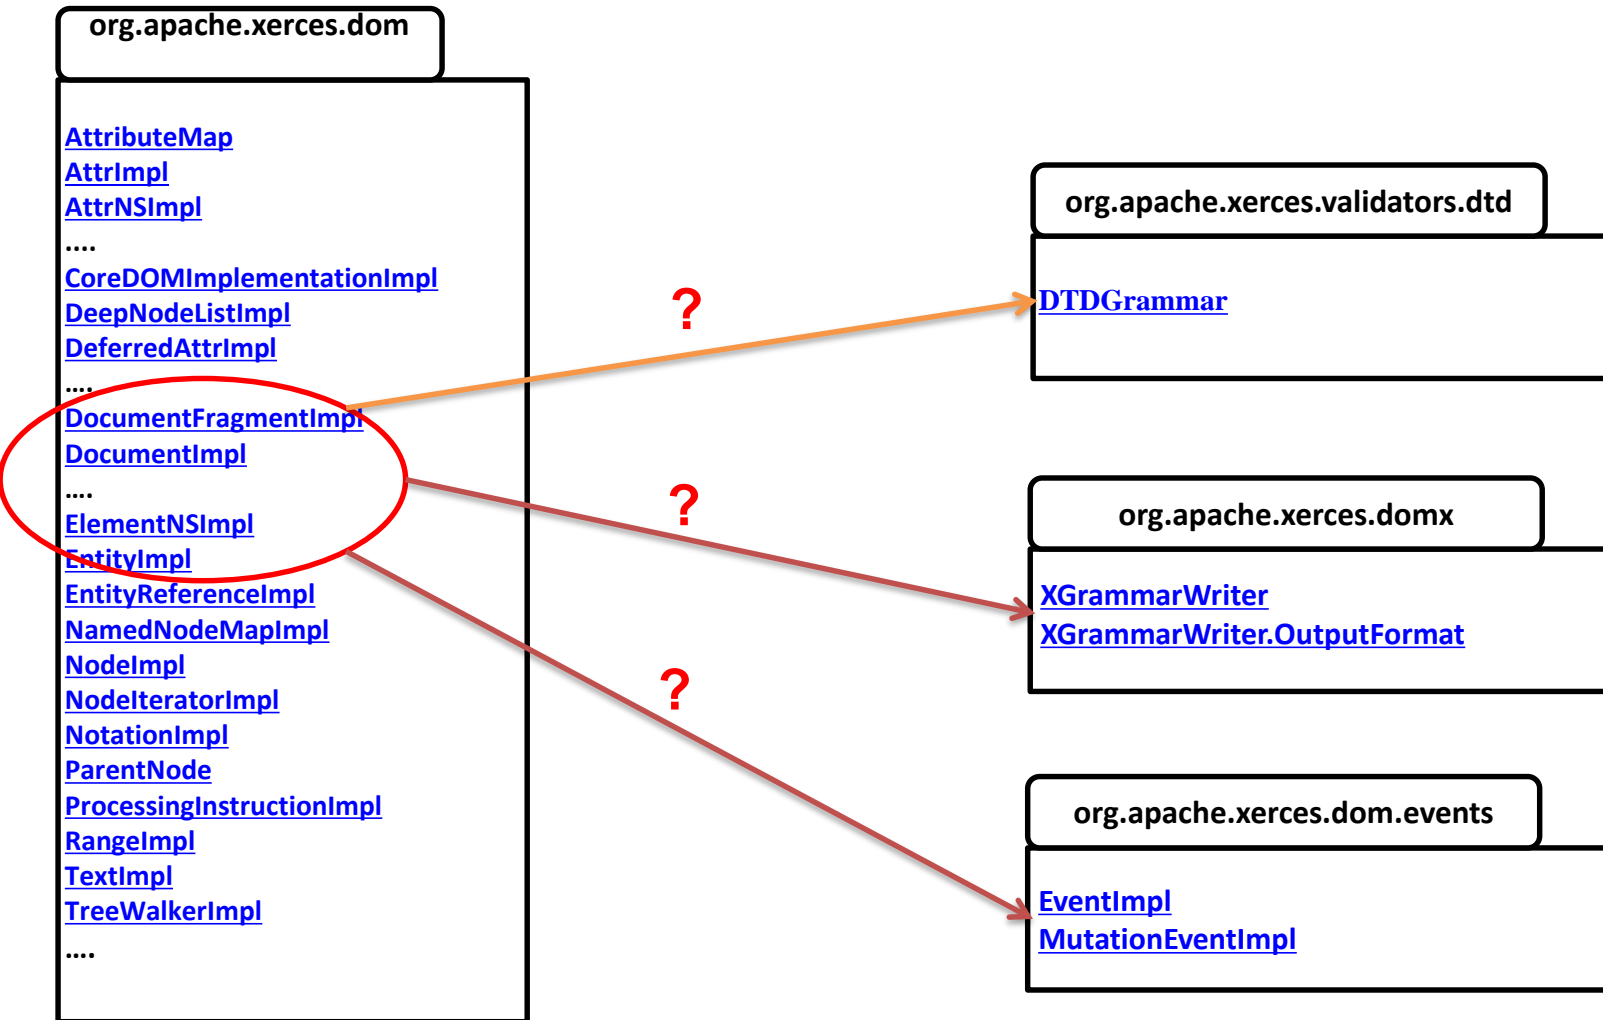 org.apache.xerces.dom
AttributeMap
AttrImpl
AttrNSImpl
....
CoreDOMImplementationImpl
DeepNodeListImpl
DeferredAttrImpl
....
DocumentFragmentImpl
DocumentImpl
....
ElementNSImpl
EntityImpl
EntityReferenceImpl
NamedNodeMapImpl
NodeImpl
NodeIteratorImpl
NotationImpl
ParentNode
ProcessingInstructionImpl
RangeImpl
TextImpl
TreeWalkerImpl
....
?
?
?
org.apache.xerces.validators.dtd
DTDGrammar
org.apache.xerces.domx
XGrammarWriter
XGrammarWriter.OutputFormat
org.apache.xerces.dom.events
EventImpl
MutationEventImpl